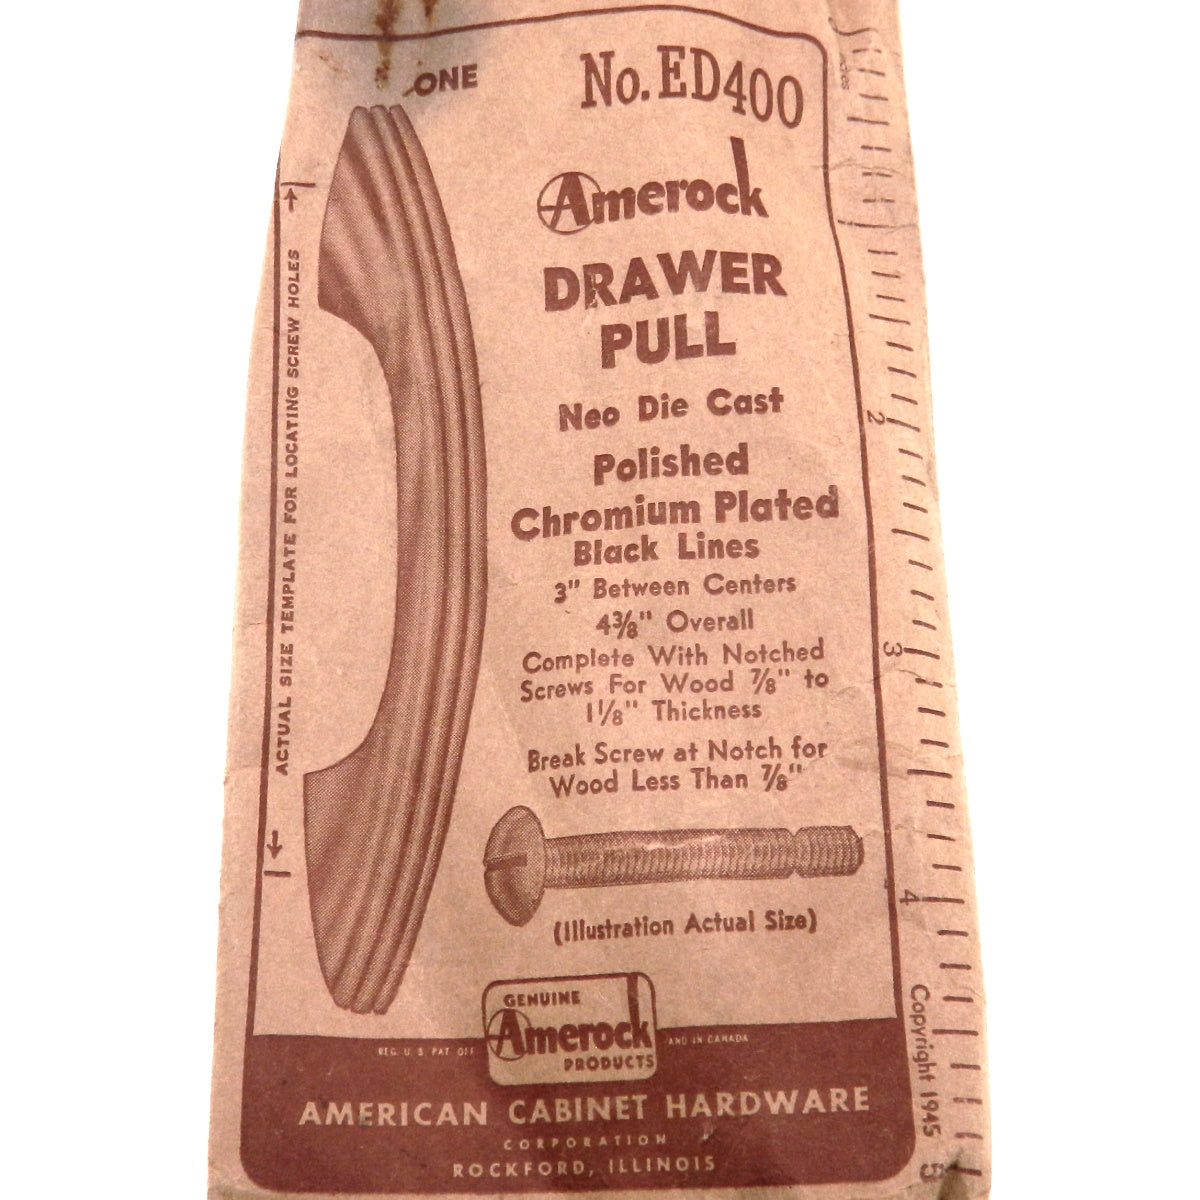 ONE
No. ED400
Amerock
DRAWER
PULL
Neo Die Cast
Polished
Chromium Plated
Black Lines
3" Between Centers
4⅜" Overall
Complete With Notched
Screws For Wood ⅞" to
1⅛" Thickness
Break Screw at Notch for
Wood Less Than ⅞"
(Illustration Actual Size)
ACTUAL SIZE TEMPLATE FOR LOCATING SCREW HOLES
GENUINE
Amerock
PRODUCTS
REG. U. S. PAT. OFF.
AND IN CANADA
AMERICAN CABINET HARDWARE
CORPORATION
ROCKFORD, ILLINOIS
2
3
4
5
Copyright 1945